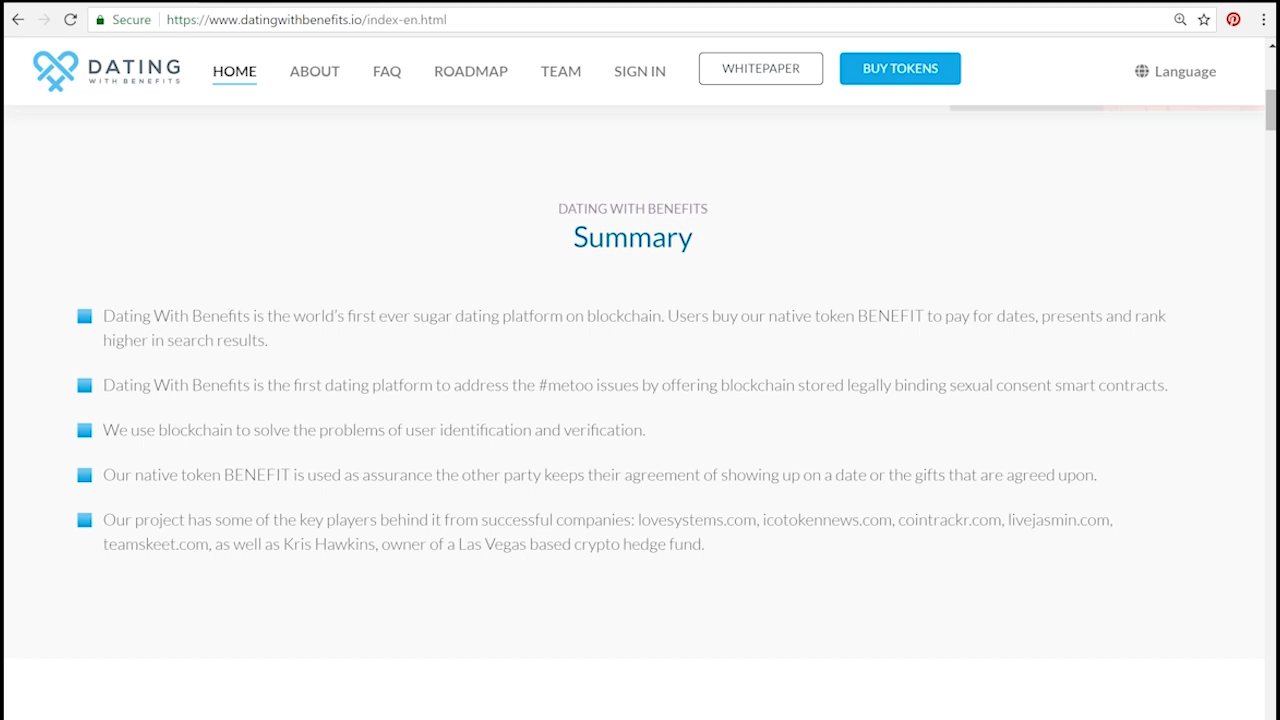 Secure https://www.datingwithbenefits.io/index-en.html
DATING
WITH BENEFITS
HOME ABOUT FAQ ROADMAP TEAM SIGN IN WHITEPAPER BUY TOKENS Language
DATING WITH BENEFITS
Summary
Dating With Benefits is the world's first ever sugar dating platform on blockchain. Users buy our native token BENEFIT to pay for dates, presents and rank
higher in search results.
Dating With Benefits is the first dating platform to address the #metoo issues by offering blockchain stored legally binding sexual consent smart contracts.
We use blockchain to solve the problems of user identification and verification.
Our native token BENEFIT is used as assurance the other party keeps their agreement of showing up on a date or the gifts that are agreed upon.
Our project has some of the key players behind it from successful companies: lovesystems.com, icotokennews.com, cointrackr.com, livejasmin.com,
teamskeet.com, as well as Kris Hawkins, owner of a Las Vegas based crypto hedge fund.